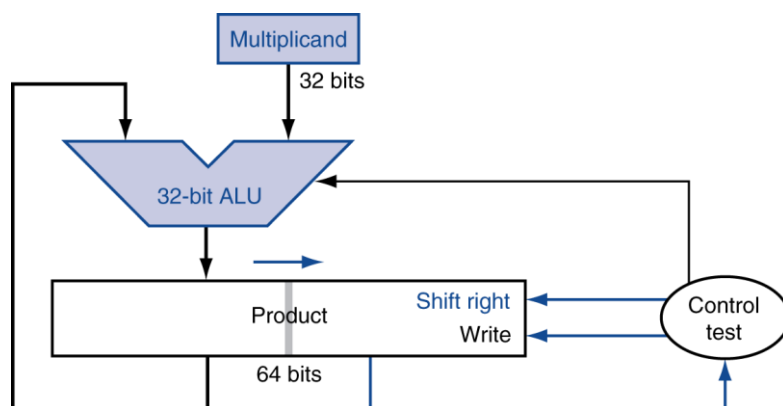 Multiplicand
32 bits
32-bit ALU
Product
Shift right
Write
64 bits
Control
test